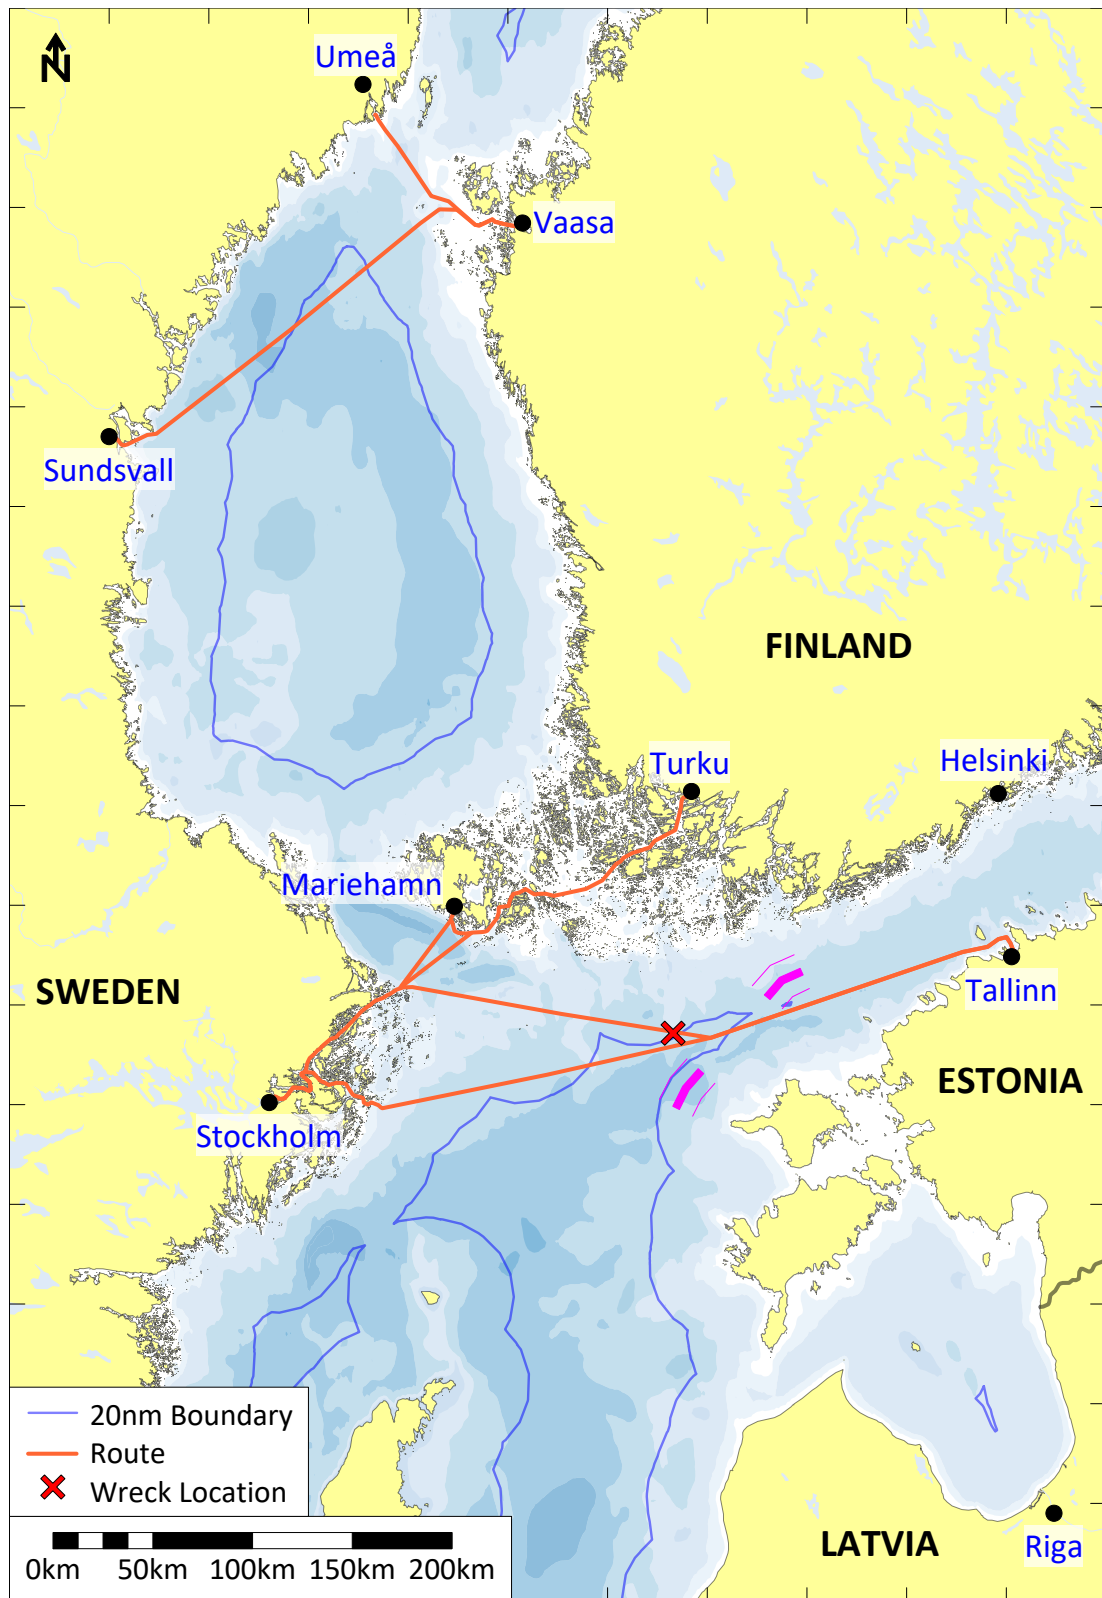 N
Umeå
Vaasa
Sundsvall
FINLAND
Turku
Helsinki
Mariehamn
SWEDEN
Tallinn
ESTONIA
Stockholm
20nm Boundary
Route
Wreck Location
0km 50km 100km 150km 200km
LATVIA
Riga